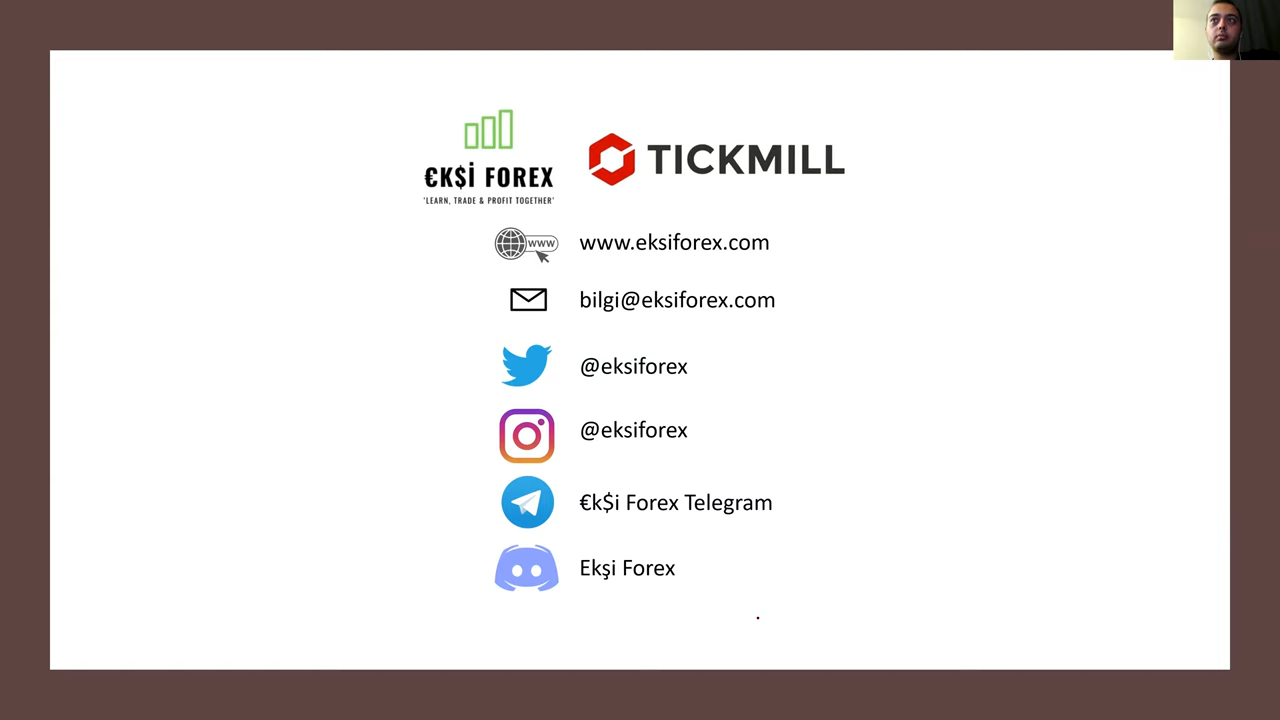 €K$İ FOREX
'LEARN, TRADE & PROFIT TOGETHER'
TICKMILL
www
www.eksiforex.com
bilgi@eksiforex.com
@eksiforex
@eksiforex
€k$i Forex Telegram
Ekşi Forex